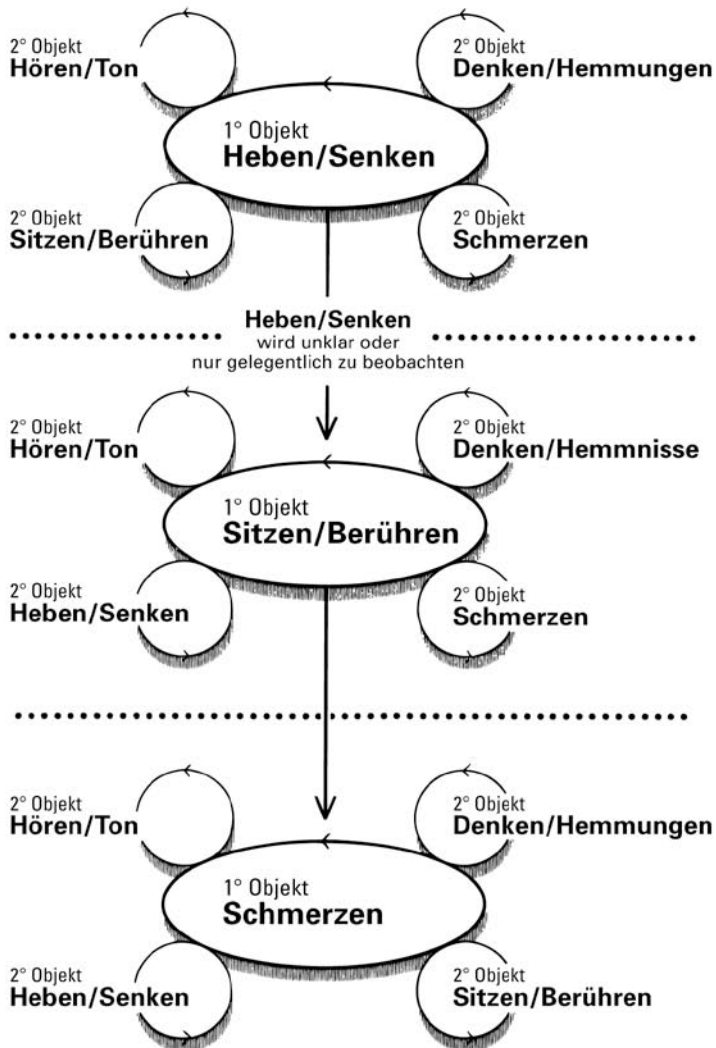 2° Objekt
Hören/Ton
2° Objekt
Denken/Hemmungen
1° Objekt
Heben/Senken
2° Objekt
Sitzen/Berühren
2° Objekt
Schmerzen
Heben/Senken
wird unklar oder
nur gelegentlich zu beobachten
2° Objekt
Hören/Ton
2° Objekt
Denken/Hemmnisse
1° Objekt
Sitzen/Berühren
2° Objekt
Heben/Senken
2° Objekt
Schmerzen
2° Objekt
Hören/Ton
2° Objekt
Denken/Hemmungen
1° Objekt
Schmerzen
2° Objekt
Heben/Senken
2° Objekt
Sitzen/Berühren